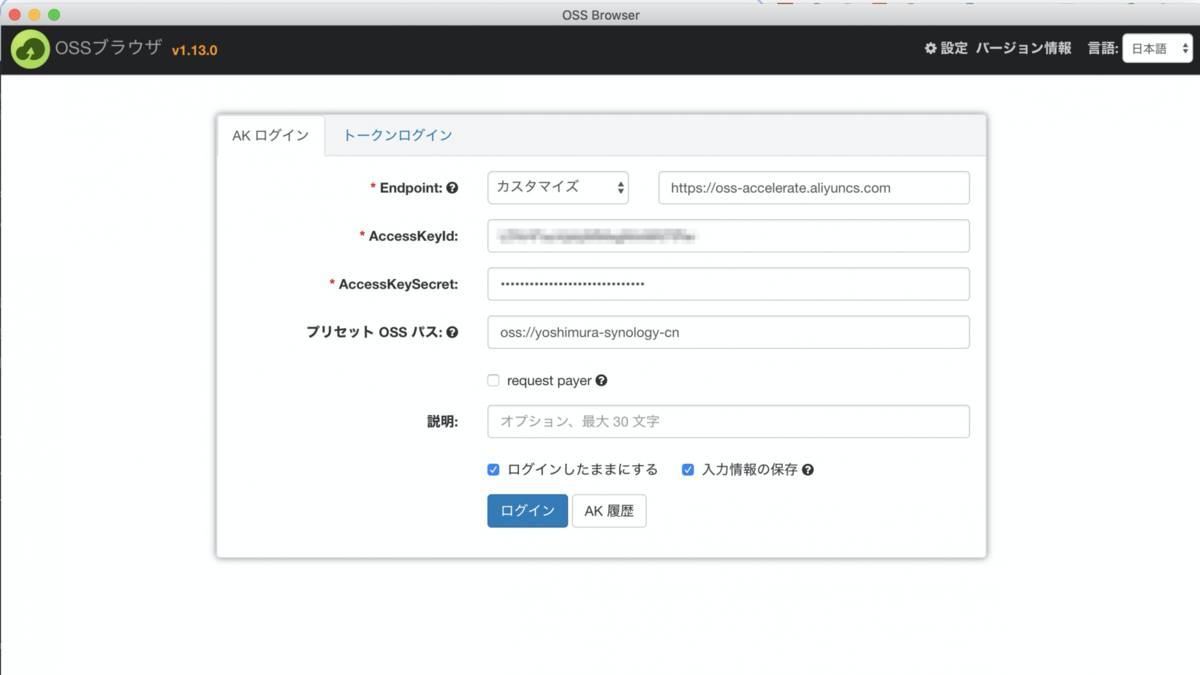 OSS Browser
OSSブラウザ v1.13.0
設定 バージョン情報 言語: 日本語
AK ログイン トークンログイン
* Endpoint: カスタマイズ https://oss-accelerate.aliyuncs.com
* AccessKeyId:
* AccessKeySecret: ••••••••••••••••••••••••••••••
プリセット OSS パス: oss://yoshimura-synology-cn
request payer
説明: オプション、最大 30 文字
ログインしたままにする 入力情報の保存
ログイン AK 履歴